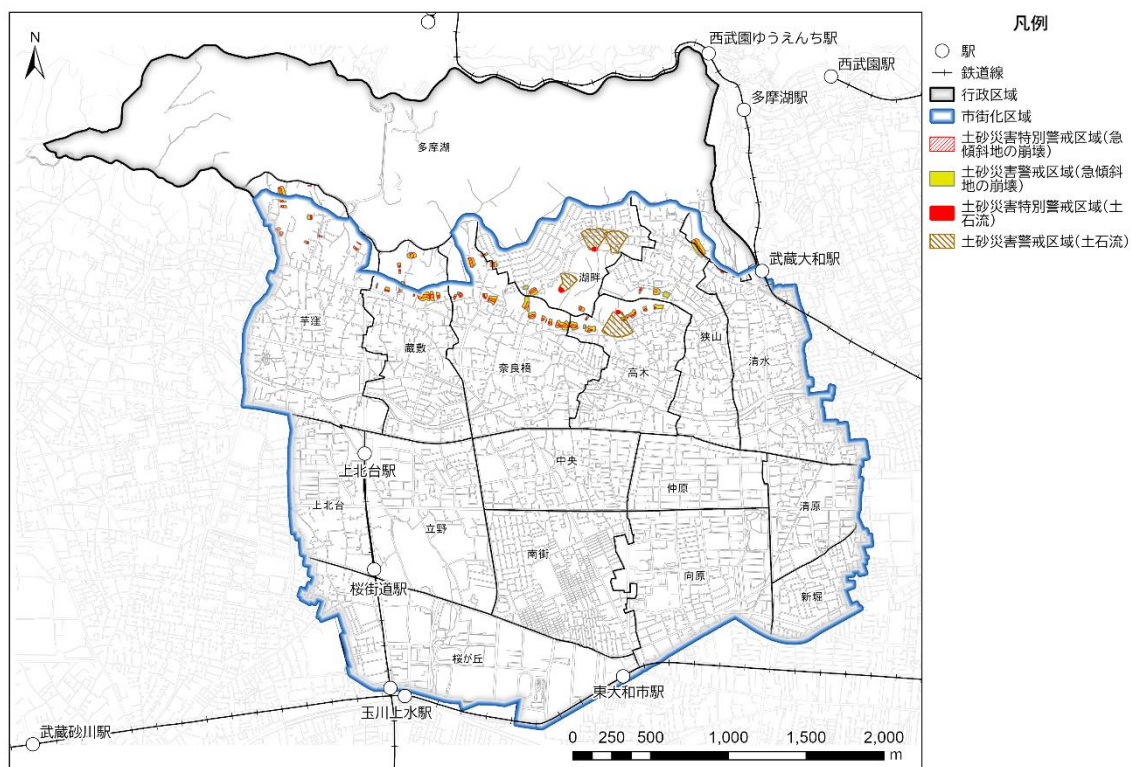 N
西武園ゆうえんち駅
西武園駅
多摩湖駅
多摩湖
武蔵大和駅
湖畔
芋窪
蔵敷
奈良橋
高木
狭山
清水
上北台駅
中央
仲原
清原
上北台
立野
南街
向原
新堀
桜街道駅
桜が丘
東大和市駅
玉川上水駅
武蔵砂川駅
0 250 500 1,000 1,500 2,000
m
凡例
駅
鉄道線
行政区域
市街化区域
土砂災害特別警戒区域(急
傾斜地の崩壊)
土砂災害警戒区域(急傾斜
地の崩壊)
土砂災害特別警戒区域(土
石流)
土砂災害警戒区域(土石流)